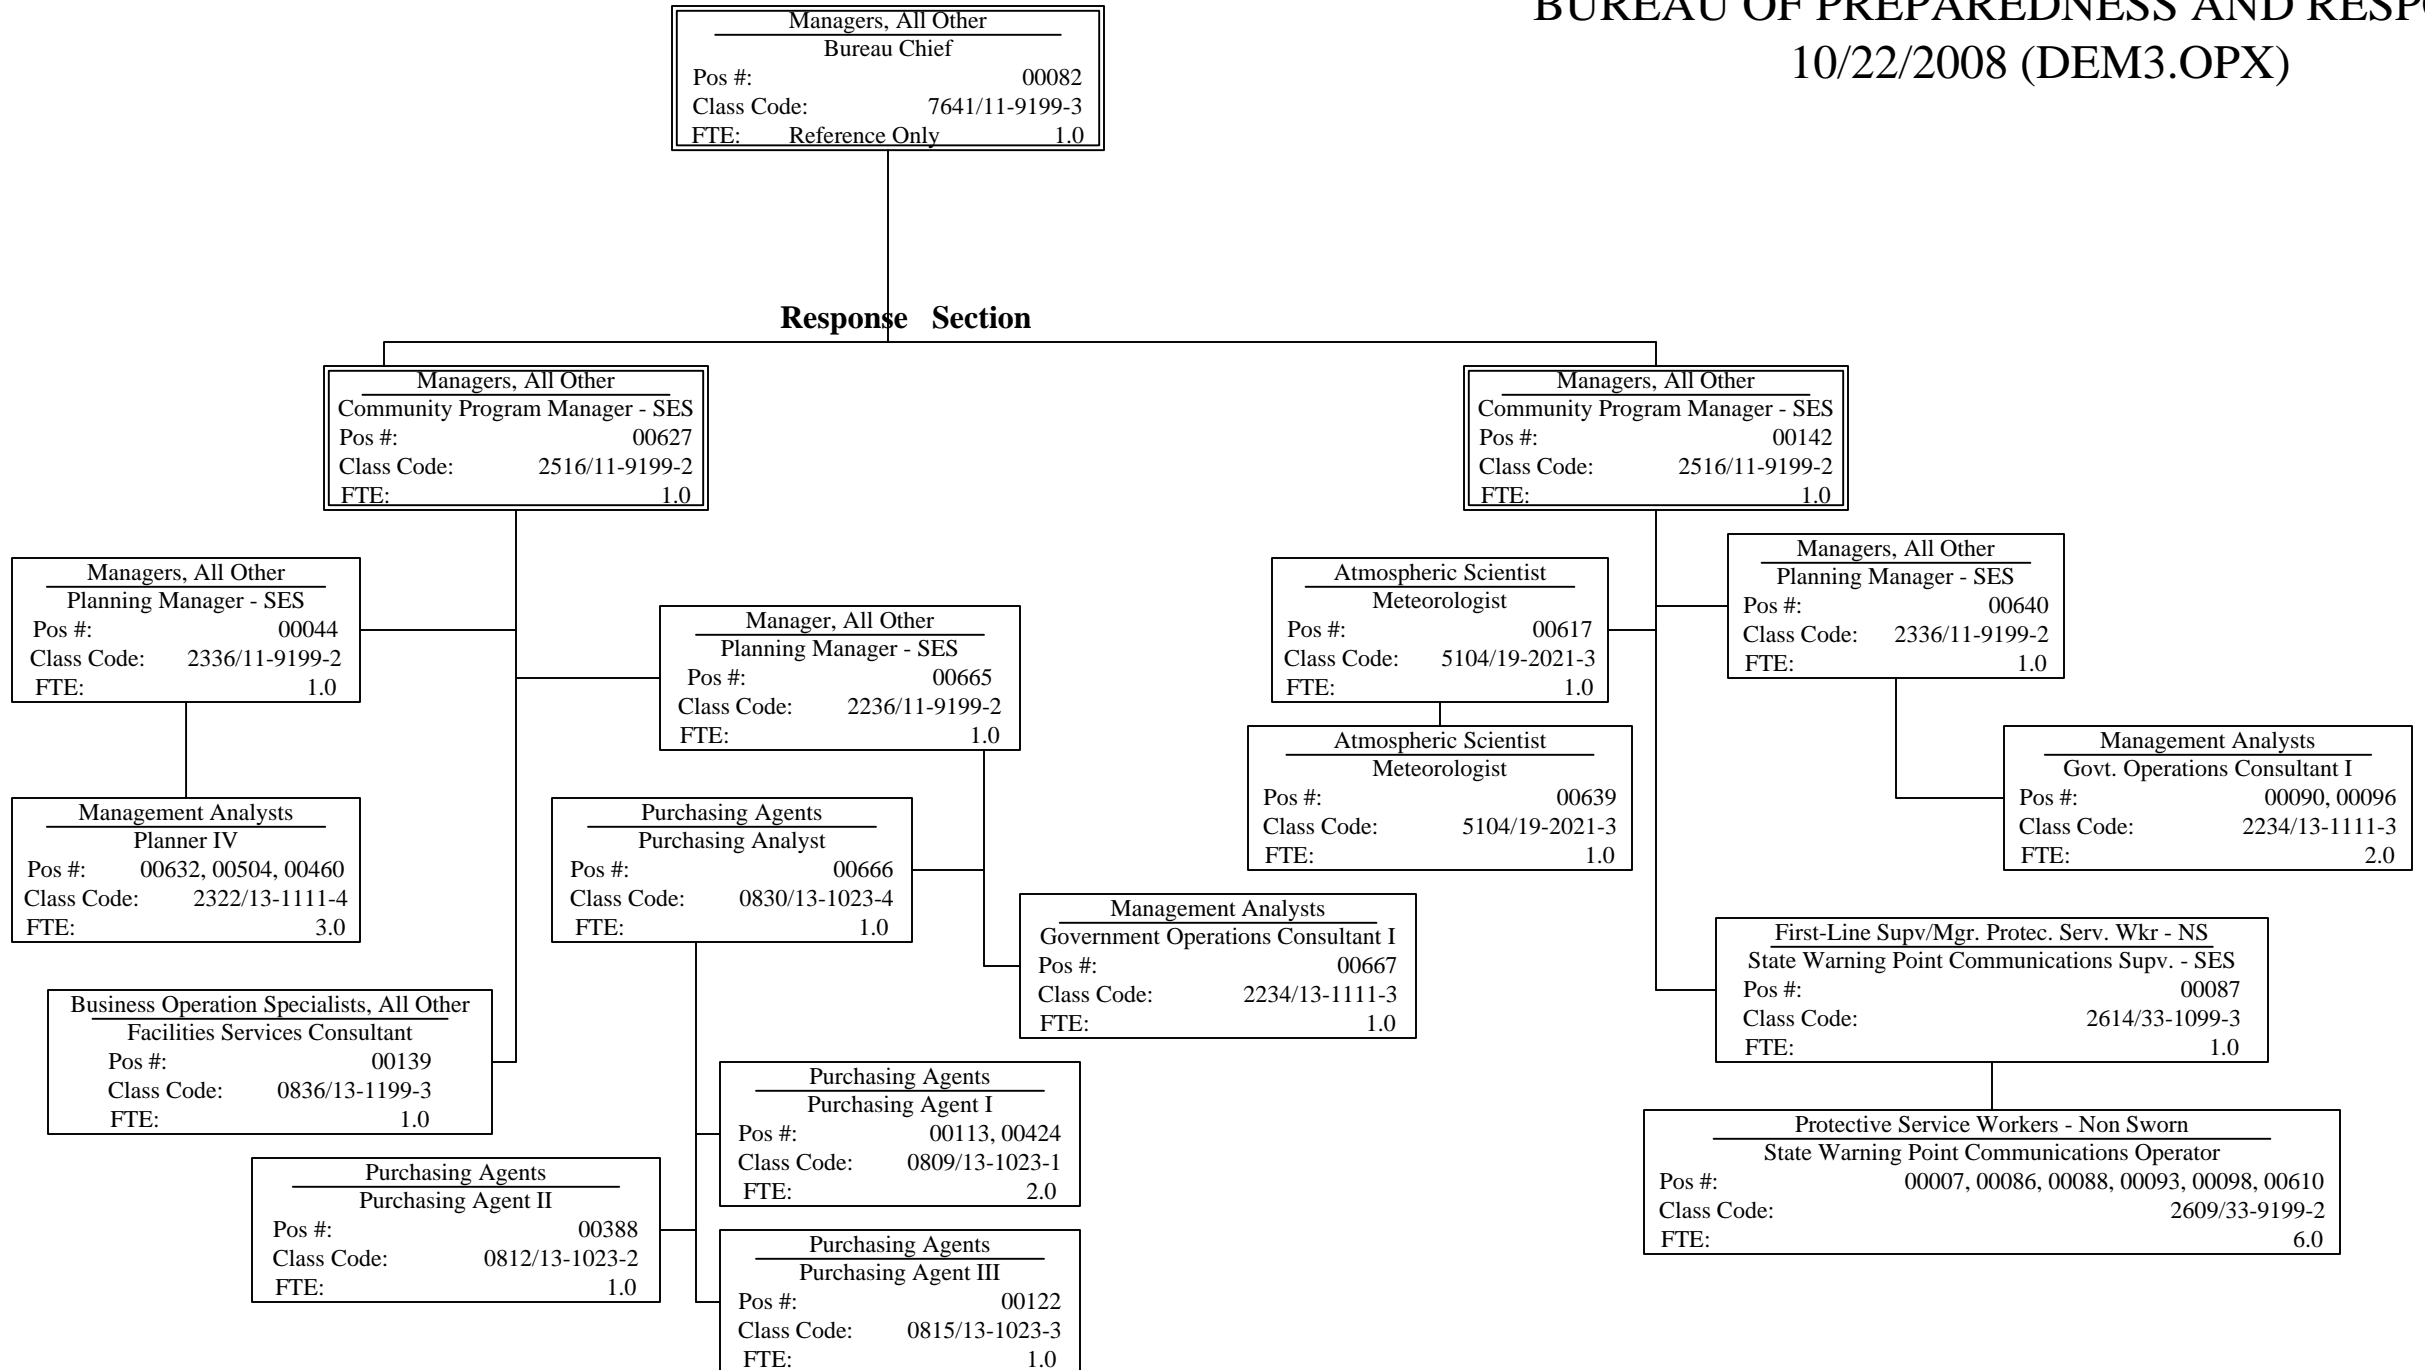 BUREAU OF PREPAREDNESS AND
10/22/2008 (DEM3.OPX)
Managers, All Other
Bureau Chief
Pos #: 00082
Class Code: 7641/11-9199-3
FTE: Reference Only 1.0
Response Section
Managers, All Other
Community Program Manager - SES
Pos #: 00627
Class Code: 2516/11-9199-2
FTE: 1.0
Managers, All Other
Community Program Manager - SES
Pos #: 00142
Class Code: 2516/11-9199-2
FTE: 1.0
Managers, All Other
Planning Manager - SES
Pos #: 00044
Class Code: 2336/11-9199-2
FTE: 1.0
Manager, All Other
Planning Manager - SES
Pos #: 00665
Class Code: 2236/11-9199-2
FTE: 1.0
Atmospheric Scientist
Meteorologist
Pos #: 00617
Class Code: 5104/19-2021-3
FTE: 1.0
Managers, All Other
Planning Manager - SES
Pos #: 00640
Class Code: 2336/11-9199-2
FTE: 1.0
Atmospheric Scientist
Meteorologist
Pos #: 00639
Class Code: 5104/19-2021-3
FTE: 1.0
Management Analysts
Govt. Operations Consultant I
Pos #: 00090, 00096
Class Code: 2234/13-1111-3
FTE: 2.0
Management Analysts
Planner IV
Pos #: 00632, 00504, 00460
Class Code: 2322/13-1111-4
FTE: 3.0
Purchasing Agents
Purchasing Analyst
Pos #: 00666
Class Code: 0830/13-1023-4
FTE: 1.0
Management Analysts
Government Operations Consultant I
Pos #: 00667
Class Code: 2234/13-1111-3
FTE: 1.0
First-Line Supv/Mgr. Protec. Serv. Wkr - NS
State Warning Point Communications Supv. - SES
Pos #: 00087
Class Code: 2614/33-1099-3
FTE: 1.0
Business Operation Specialists, All Other
Facilities Services Consultant
Pos #: 00139
Class Code: 0836/13-1199-3
FTE: 1.0
Purchasing Agents
Purchasing Agent I
Pos #: 00113, 00424
Class Code: 0809/13-1023-1
FTE: 2.0
Protective Service Workers - Non Sworn
State Warning Point Communications Operator
Pos #: 00007, 00086, 00088, 00093, 00098, 00610
Class Code: 2609/33-9199-2
FTE: 6.0
Purchasing Agents
Purchasing Agent II
Pos #: 00388
Class Code: 0812/13-1023-2
FTE: 1.0
Purchasing Agents
Purchasing Agent III
Pos #: 00122
Class Code: 0815/13-1023-3
FTE: 1.0